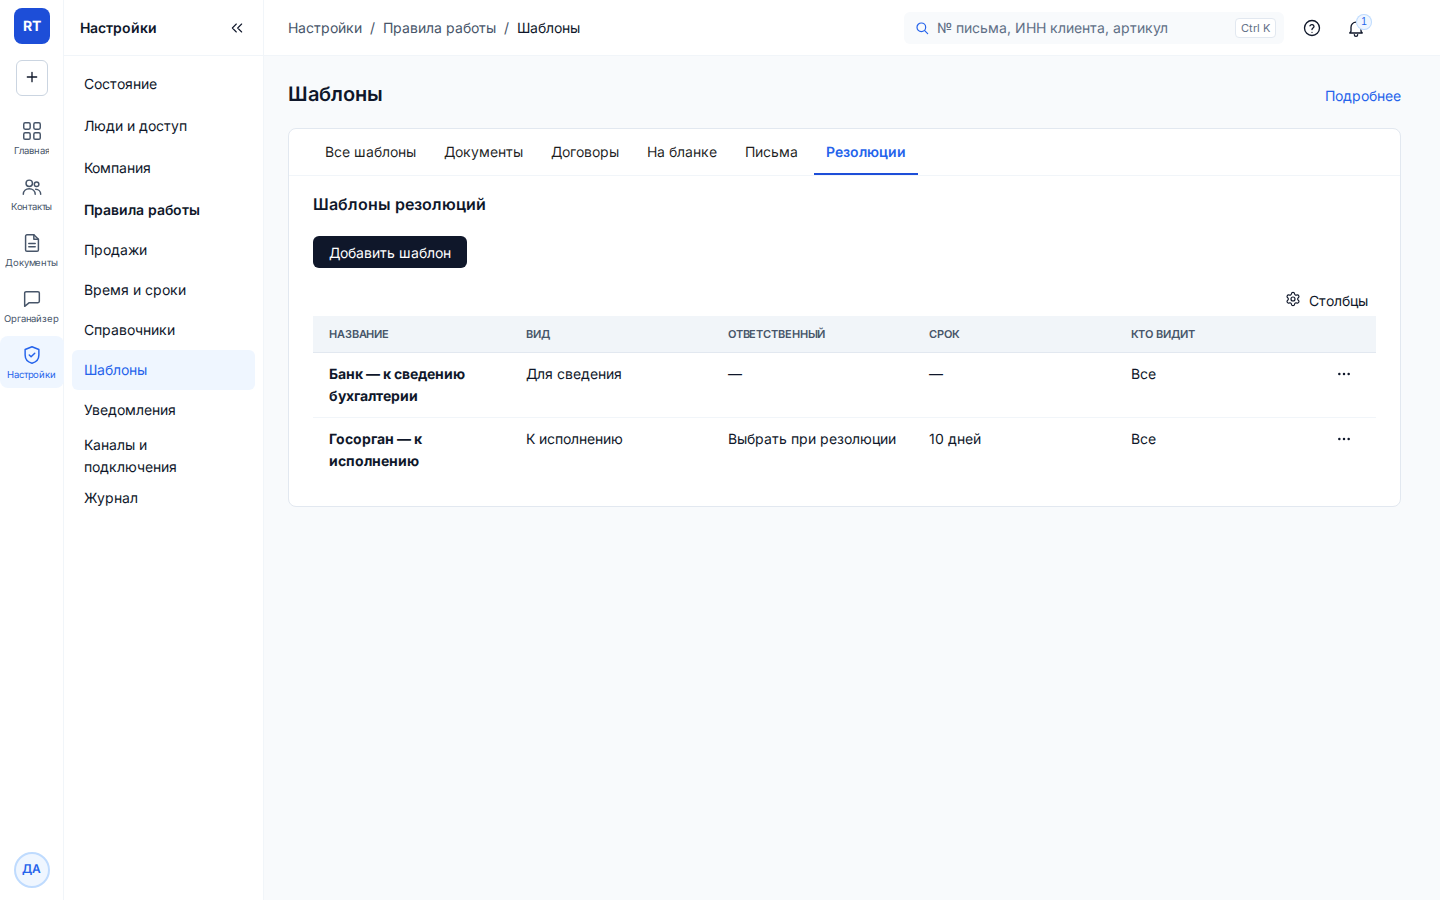 RT
Настройки
Настройки / Правила работы / Шаблоны
№ письма, ИНН клиента, артикул
Ctrl K
1
Главная
Контакты
Документы
Органайзер
Настройки
ДА
Состояние
Люди и доступ
Компания
Правила работы
Продажи
Время и сроки
Справочники
Шаблоны
Уведомления
Каналы и
подключения
Журнал
Шаблоны
Подробнее
Все шаблоны Документы Договоры На бланке Письма Резолюции
Шаблоны резолюций
Добавить шаблон
Столбцы
НАЗВАНИЕ ВИД ОТВЕТСТВЕННЫЙ СРОК КТО ВИДИТ
Банк — к сведению Для сведения — — Все
бухгалтерии
Госорган — к К исполнению Выбрать при резолюции 10 дней Все
исполнению